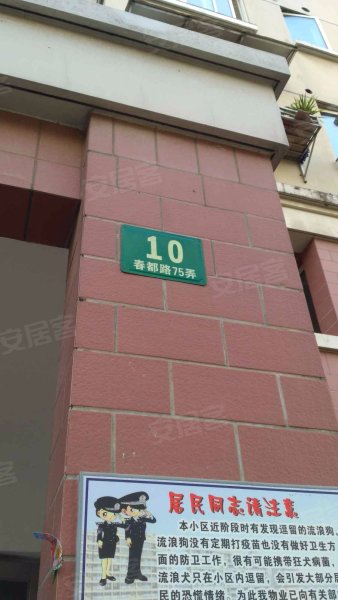 10
春都路75弄
居民同志请注意
本小区近阶段时有发现逗留的流浪狗，
流浪狗没有定期打疫苗也没有做好卫生方
面的防卫工作，很有可能携带狂犬病菌，
流浪犬只在小区内逗留，会引发大部分居
民的恐慌情绪，为此我物业已向有关部
安居客